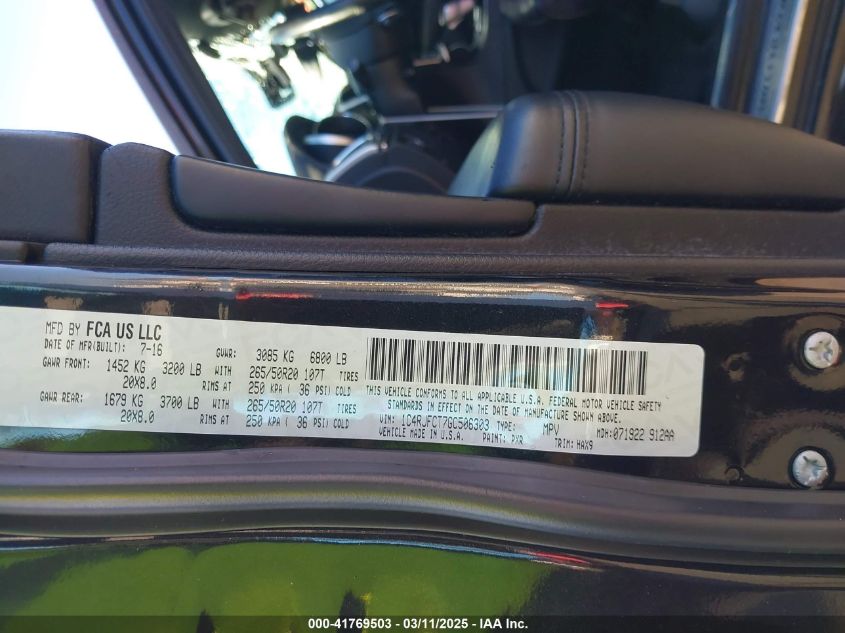 MFD BY FCA US LLC
DATE OF MFR(BUILT): 7-16 GVWR: 3085 KG 6800 LB
GAWR FRONT: 1452 KG 3200 LB WITH 265/50R20 107T TIRES
20X8.0 RIMS AT 250 KPA ( 36 PSI) COLD
GAWR REAR: 1679 KG 3700 LB WITH 265/50R20 107T TIRES
20X8.0 RIMS AT 250 KPA ( 36 PSI) COLD
THIS VEHICLE CONFORMS TO ALL APPLICABLE U.S.A. FEDERAL MOTOR VEHICLE SAFETY
STANDARDS IN EFFECT ON THE DATE OF MANUFACTURE SHOWN ABOVE.
VIN: 1C4RJFCT7GC506303 TYPE: MPV MDH:071922 912AA
VEHICLE MADE IN U.S.A. PAINT: PXR TRIM: HAX9
000-41769503 - 03/11/2025 - IAA Inc.